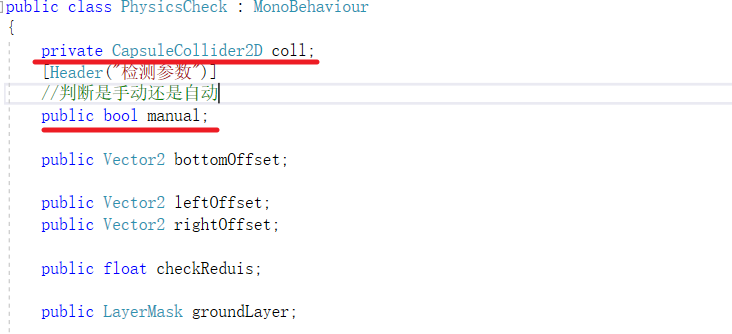 public class PhysicsCheck : MonoBehaviour
{
private CapsuleCollider2D coll;
[Header("检测参数")]
//判断是手动还是自动
public bool manual;
public Vector2 bottomOffset;
public Vector2 leftOffset;
public Vector2 rightOffset;
public float checkReduis;
public LayerMask groundLayer;